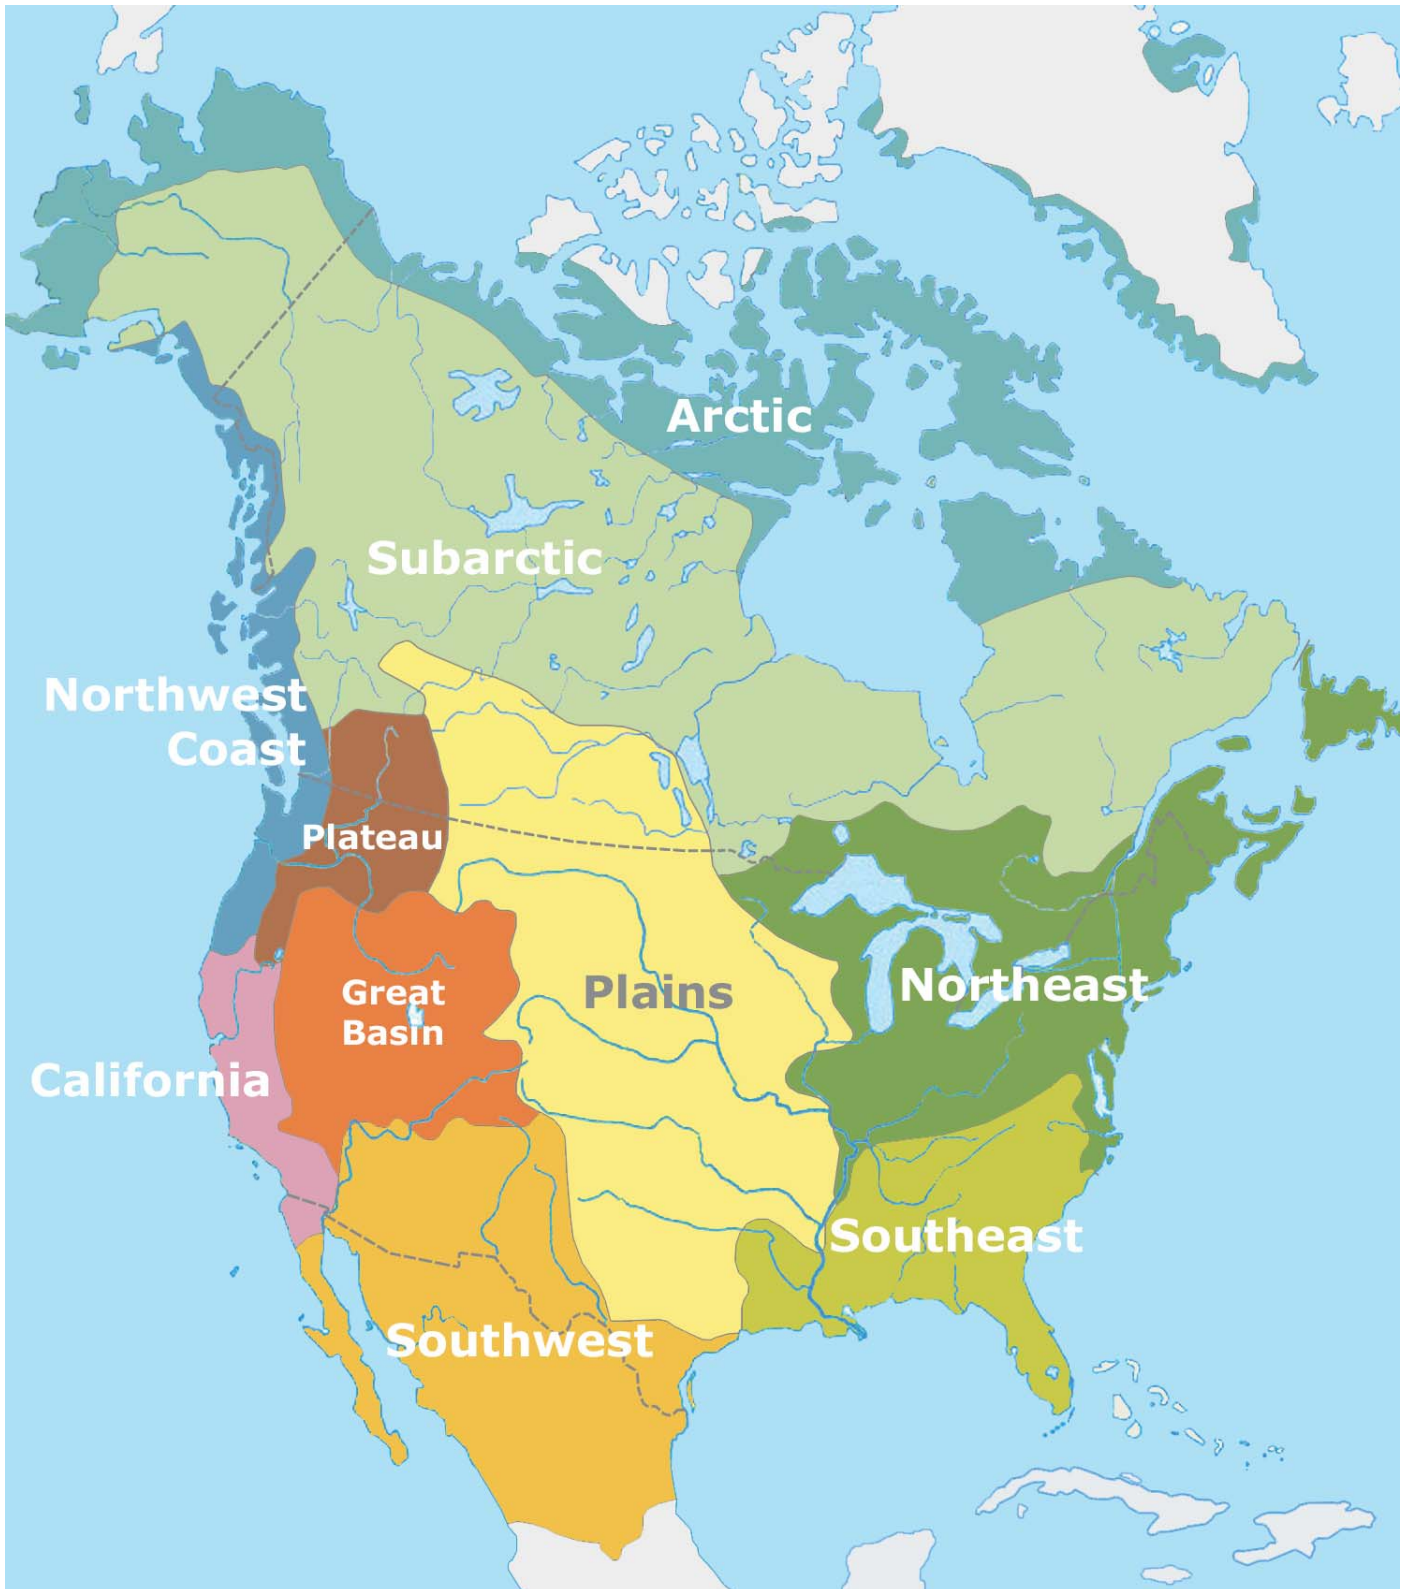 Arctic
Subarctic
Northwest
Coast
Plateau
Great
Basin
Plains
Northeast
California
Southeast
Southwest